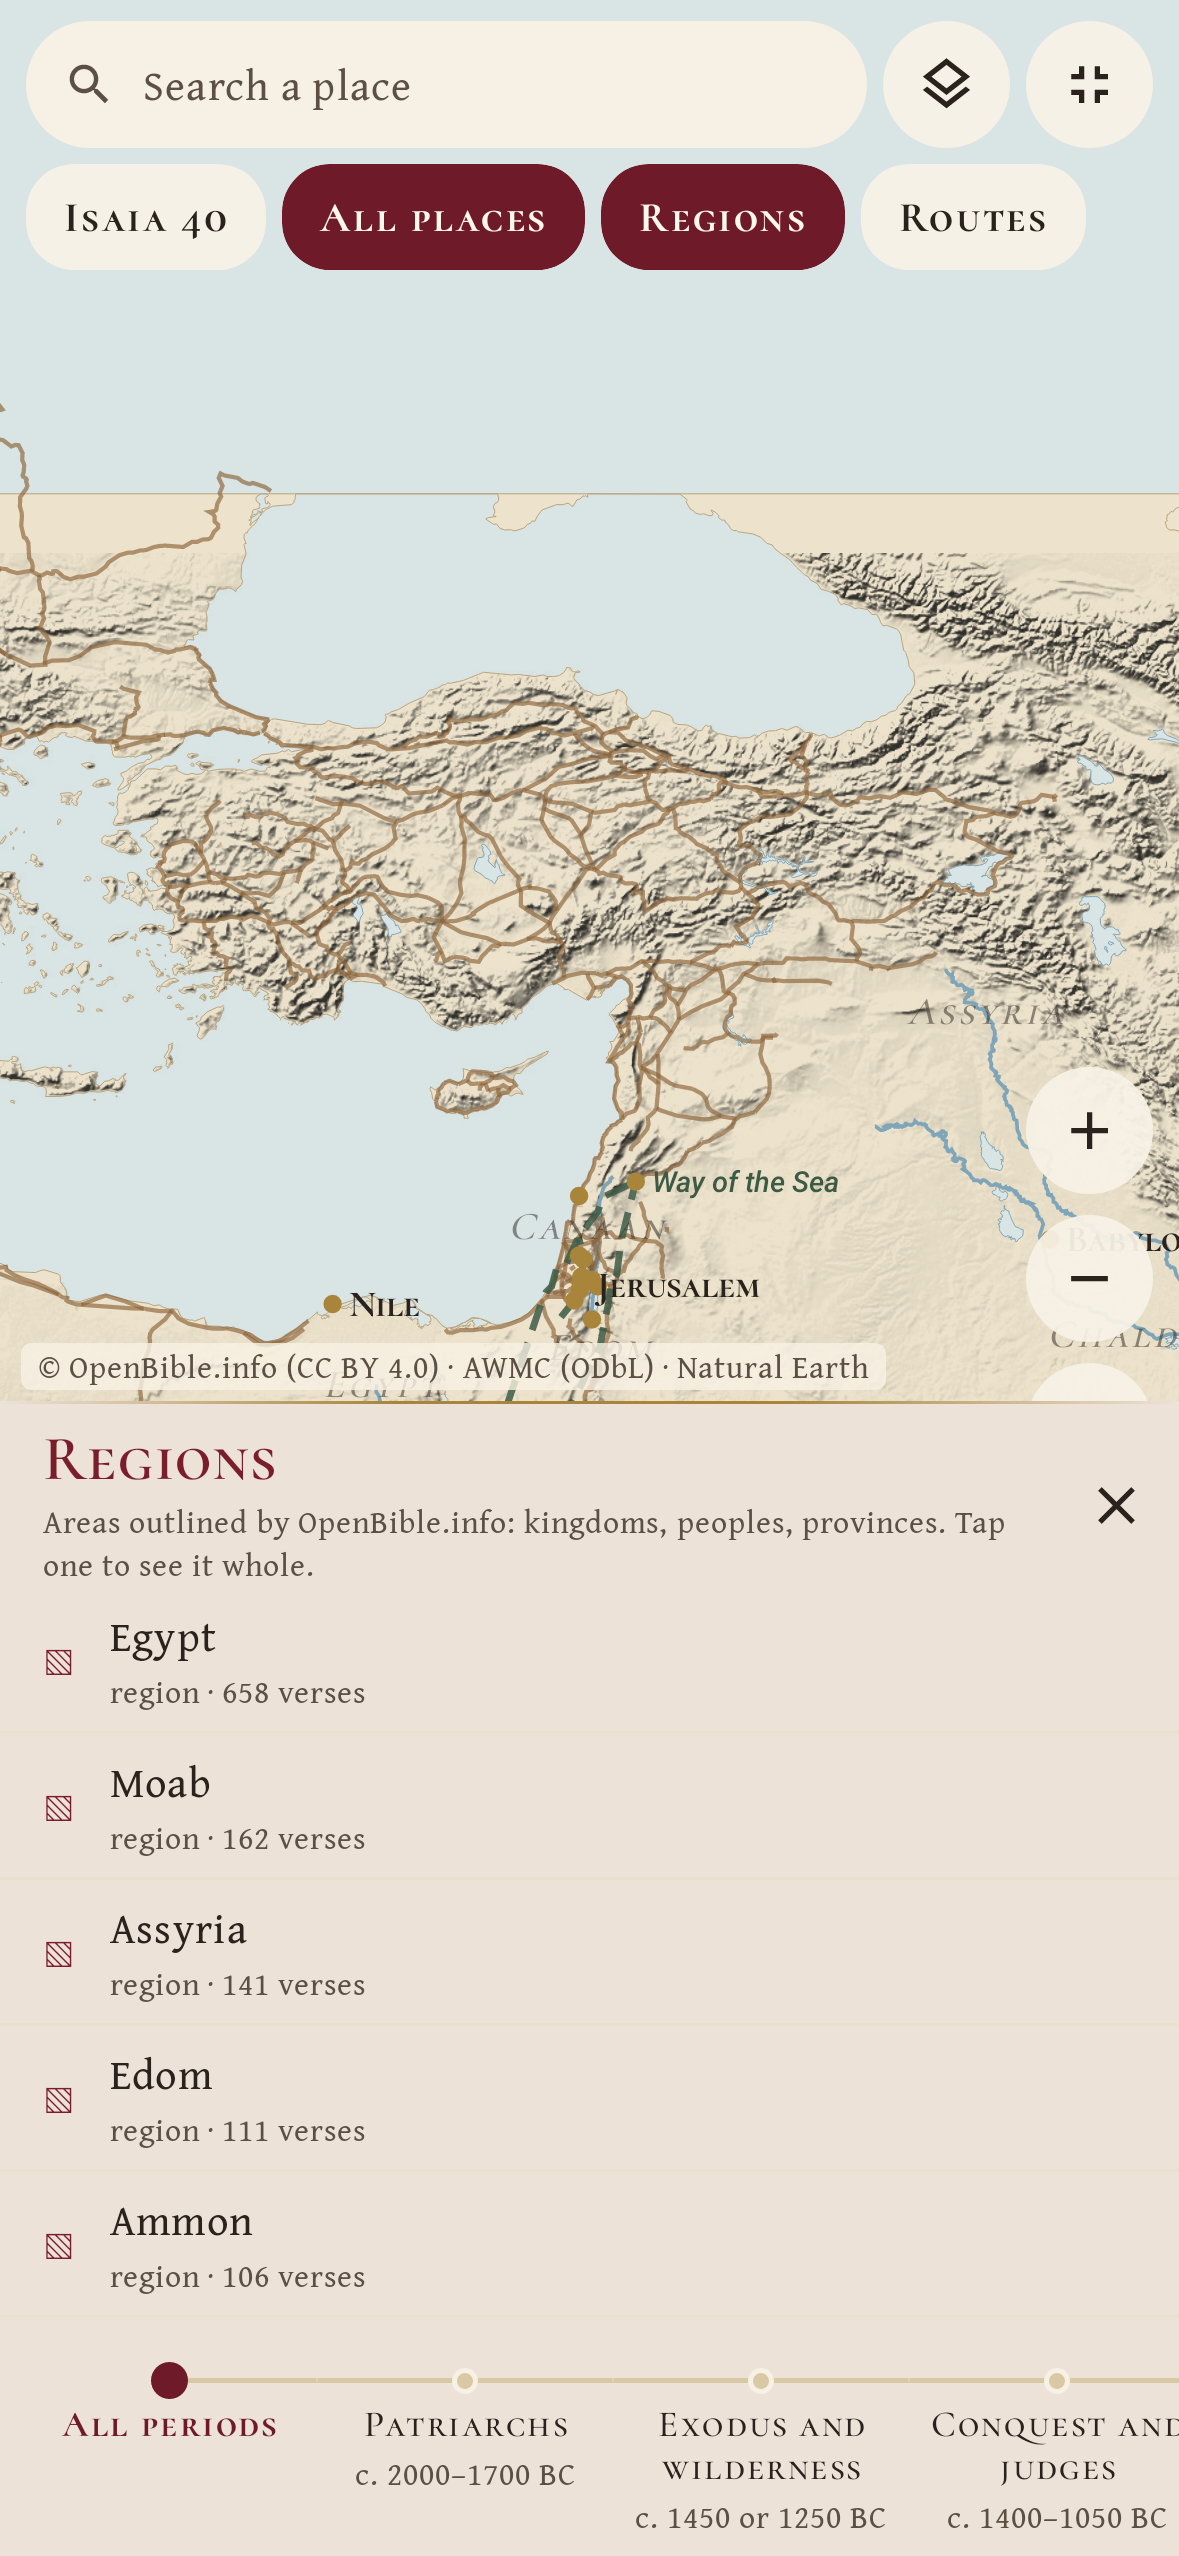 Search a place
Isaia 40
All places
Regions
Routes
Assyria
Way of the Sea
Canaan
Jerusalem
Nile
Edom
© OpenBible.info (CC BY 4.0) · AWMC (ODbL) · Natural Earth
Egypt
Regions
Areas outlined by OpenBible.info: kingdoms, peoples, provinces. Tap
one to see it whole.
Egypt
region · 658 verses
Moab
region · 162 verses
Assyria
region · 141 verses
Edom
region · 111 verses
Ammon
region · 106 verses
All periods
Patriarchs
c. 2000–1700 BC
Exodus and
wilderness
c. 1450 or 1250 BC
Conquest and
judges
c. 1400–1050 BC